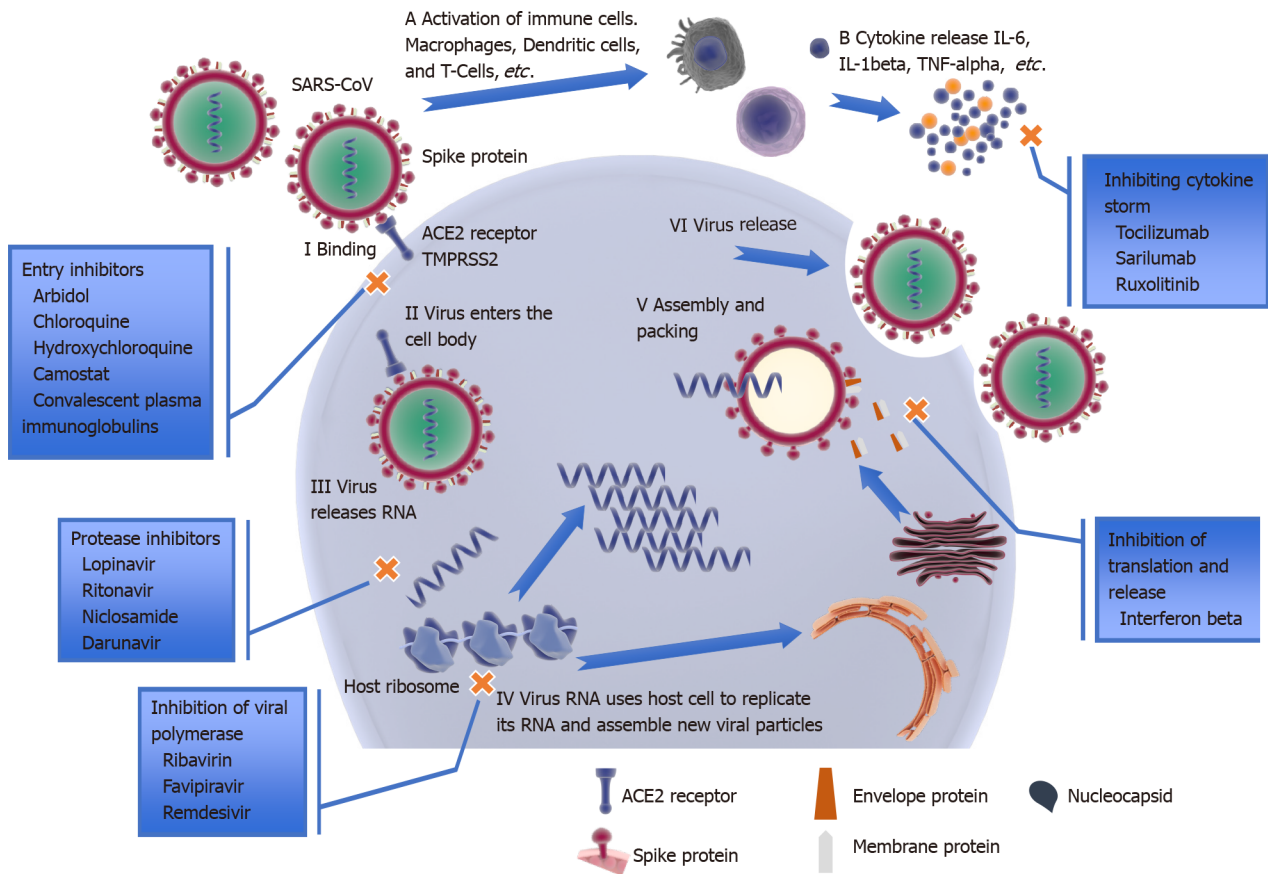 A Activation of immune cells.
Macrophages, Dendritic cells,
and T-Cells, etc.
B Cytokine release IL-6,
IL-1beta, TNF-alpha, etc.
SARS-CoV
Spike protein
I Binding
ACE2 receptor
TMPRSS2
Inhibiting cytokine
storm
Tocilizumab
Sarilumab
Ruxolitinib
VI Virus release
Entry inhibitors
Arbidol
Chloroquine
Hydroxychloroquine
Camostat
Convalescent plasma
immunoglobulins
II Virus enters the
cell body
V Assembly and
packing
III Virus
releases RNA
Protease inhibitors
Lopinavir
Ritonavir
Niclosamide
Darunavir
Inhibition of
translation and
release
Interferon beta
Host ribosome
IV Virus RNA uses host cell to replicate
its RNA and assemble new viral particles
Inhibition of viral
polymerase
Ribavirin
Favipiravir
Remdesivir
ACE2 receptor
Envelope protein
Nucleocapsid
Spike protein
Membrane protein